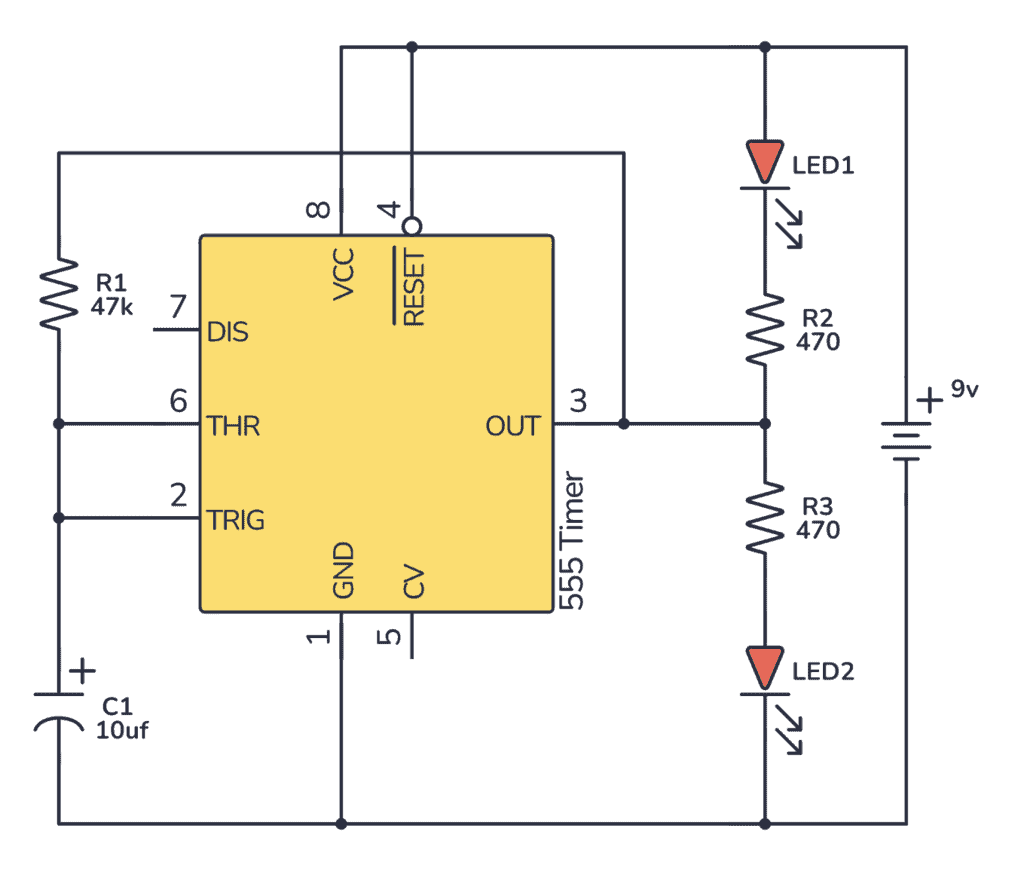 LED1
8
4
VCC
RESET
R1
47k
7
DIS
R2
470
6
THR
3
OUT
+
9v
2
TRIG
R3
470
555 Timer
GND
CV
1
5
+
C1
10uf
LED2